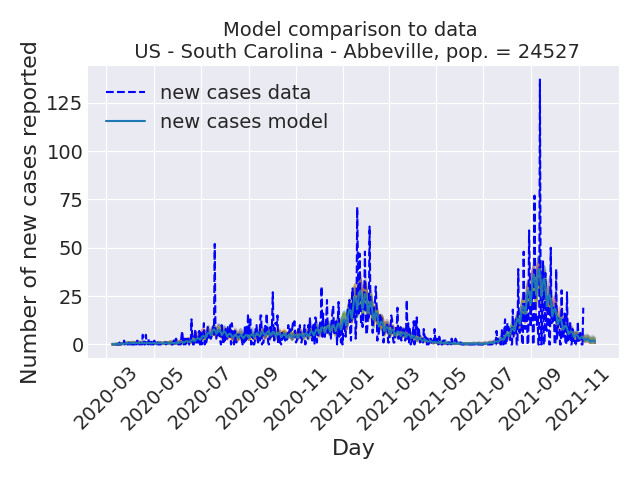 Model comparison to data
US - South Carolina - Abbeville, pop. = 24527
Number of new cases reported
125
100
75
50
25
0
new cases data
new cases model
2020-03
2020-05
2020-07
2020-09
2020-11
2021-01
2021-03
2021-05
2021-07
2021-09
2021-11
Day